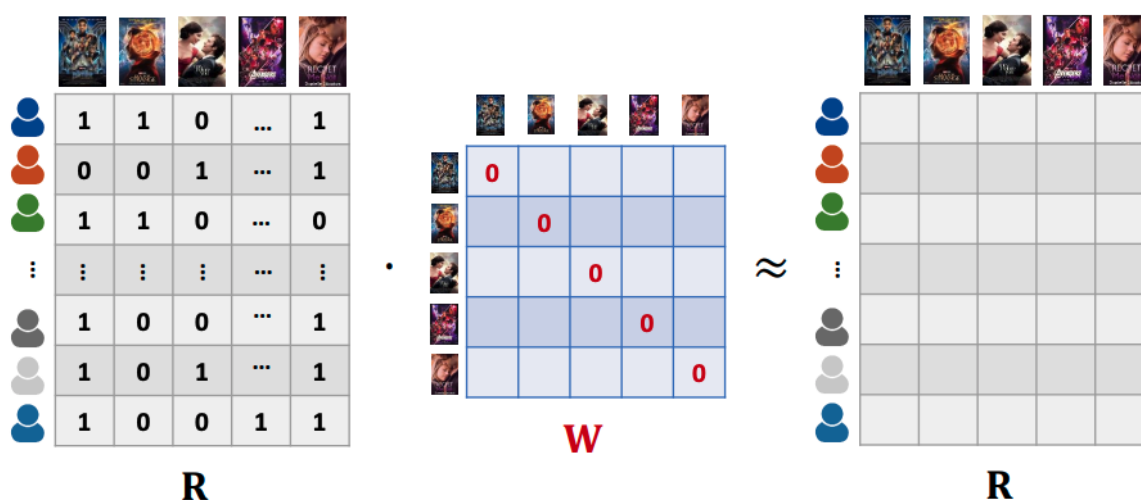 1 1 0 ... 1
0 0 1 ... 1
1 1 0 ... 0
⋮ ⋮ ⋮ ⋮ ... ⋮ ⋮
1 0 0 ... 1
1 0 1 ... 1
1 0 0 1 1
R
·
0
0
0
0
0
W
≈
R